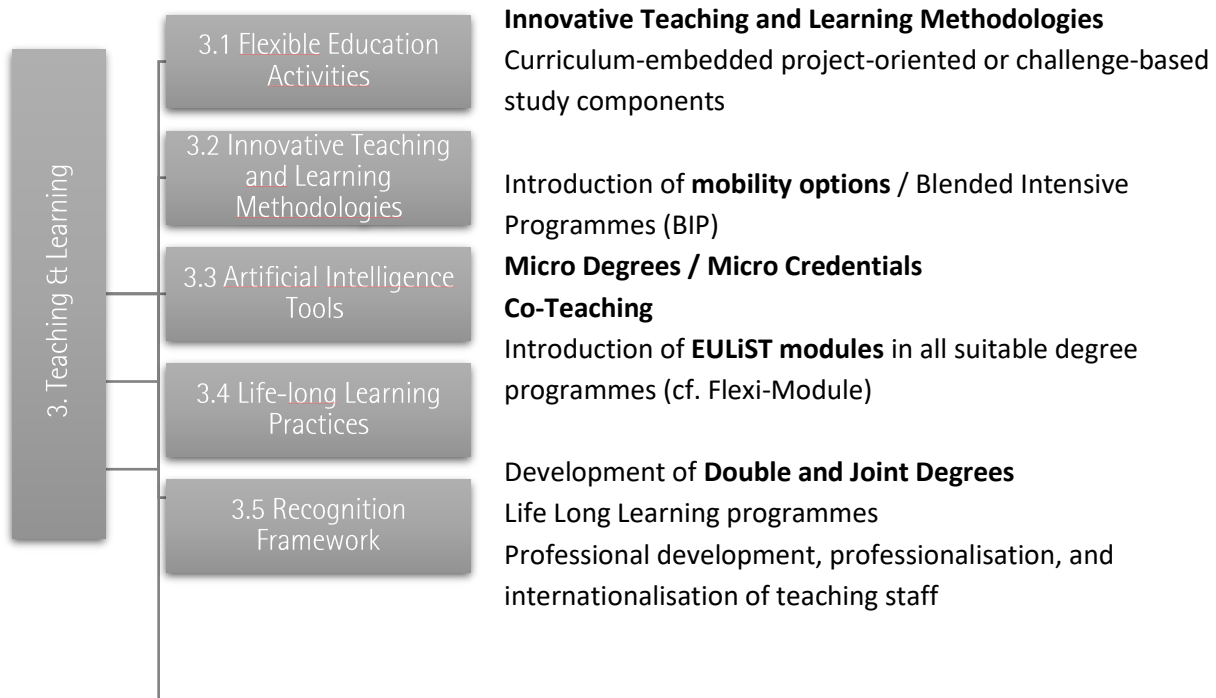 3. Teaching & Learning
3.1 Flexible Education
Activities
3.2 Innovative Teaching
and Learning
Methodologies
3.3 Artificial Intelligence
Tools
3.4 Life-long Learning
Practices
3.5 Recognition
Framework
Innovative Teaching and Learning Methodologies
Curriculum-embedded project-oriented or challenge-based
study components
Introduction of mobility options / Blended Intensive
Programmes (BIP)
Micro Degrees / Micro Credentials
Co-Teaching
Introduction of EULiST modules in all suitable degree
programmes (cf. Flexi-Module)
Development of Double and Joint Degrees
Life Long Learning programmes
Professional development, professionalisation, and
internationalisation of teaching staff